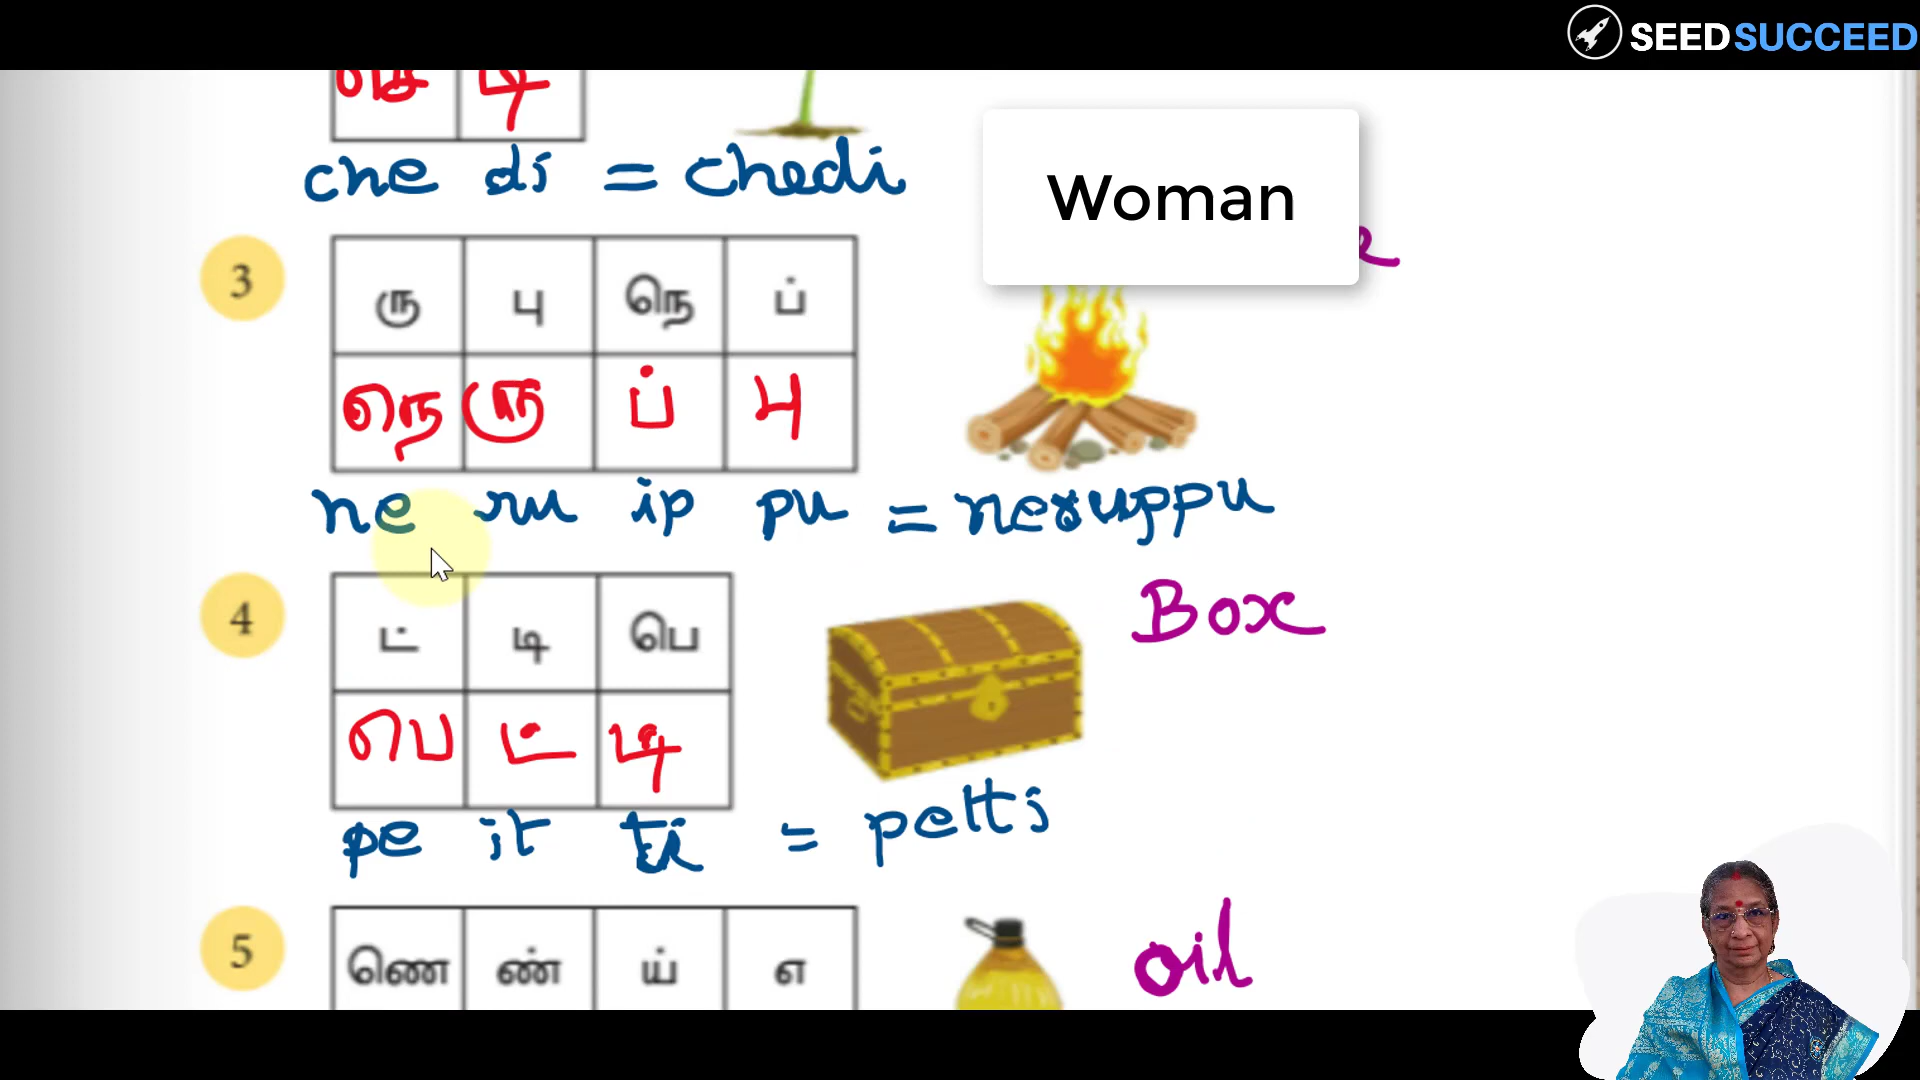 SEEDSUCCEED
செ டி
che di = chedi
Woman
3
ரு பு நெ ப்
நெ ரு ப் பு
ne ru ip pu = neruppu
4
ட் டி பெ
Box
பெ ட் டி
pe it ti = petti
5
ணெ ண் ய் எ
oil